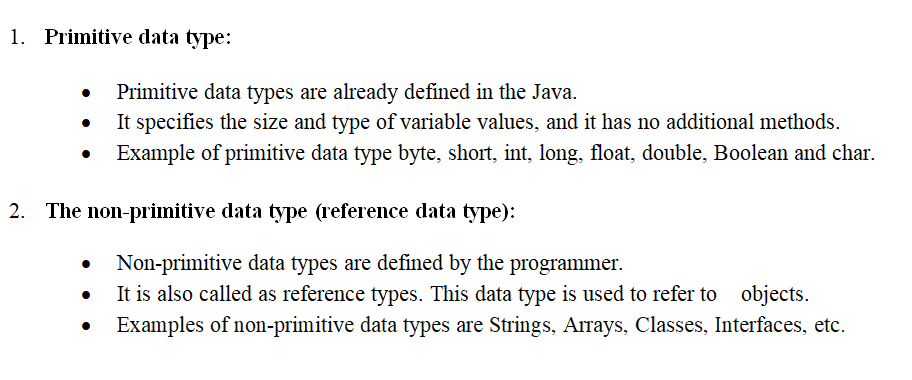 1. Primitive data type:
• Primitive data types are already defined in the Java.
• It specifies the size and type of variable values, and it has no additional methods.
• Example of primitive data type byte, short, int, long, float, double, Boolean and char.
2. The non-primitive data type (reference data type):
• Non-primitive data types are defined by the programmer.
• It is also called as reference types. This data type is used to refer to objects.
• Examples of non-primitive data types are Strings, Arrays, Classes, Interfaces, etc.